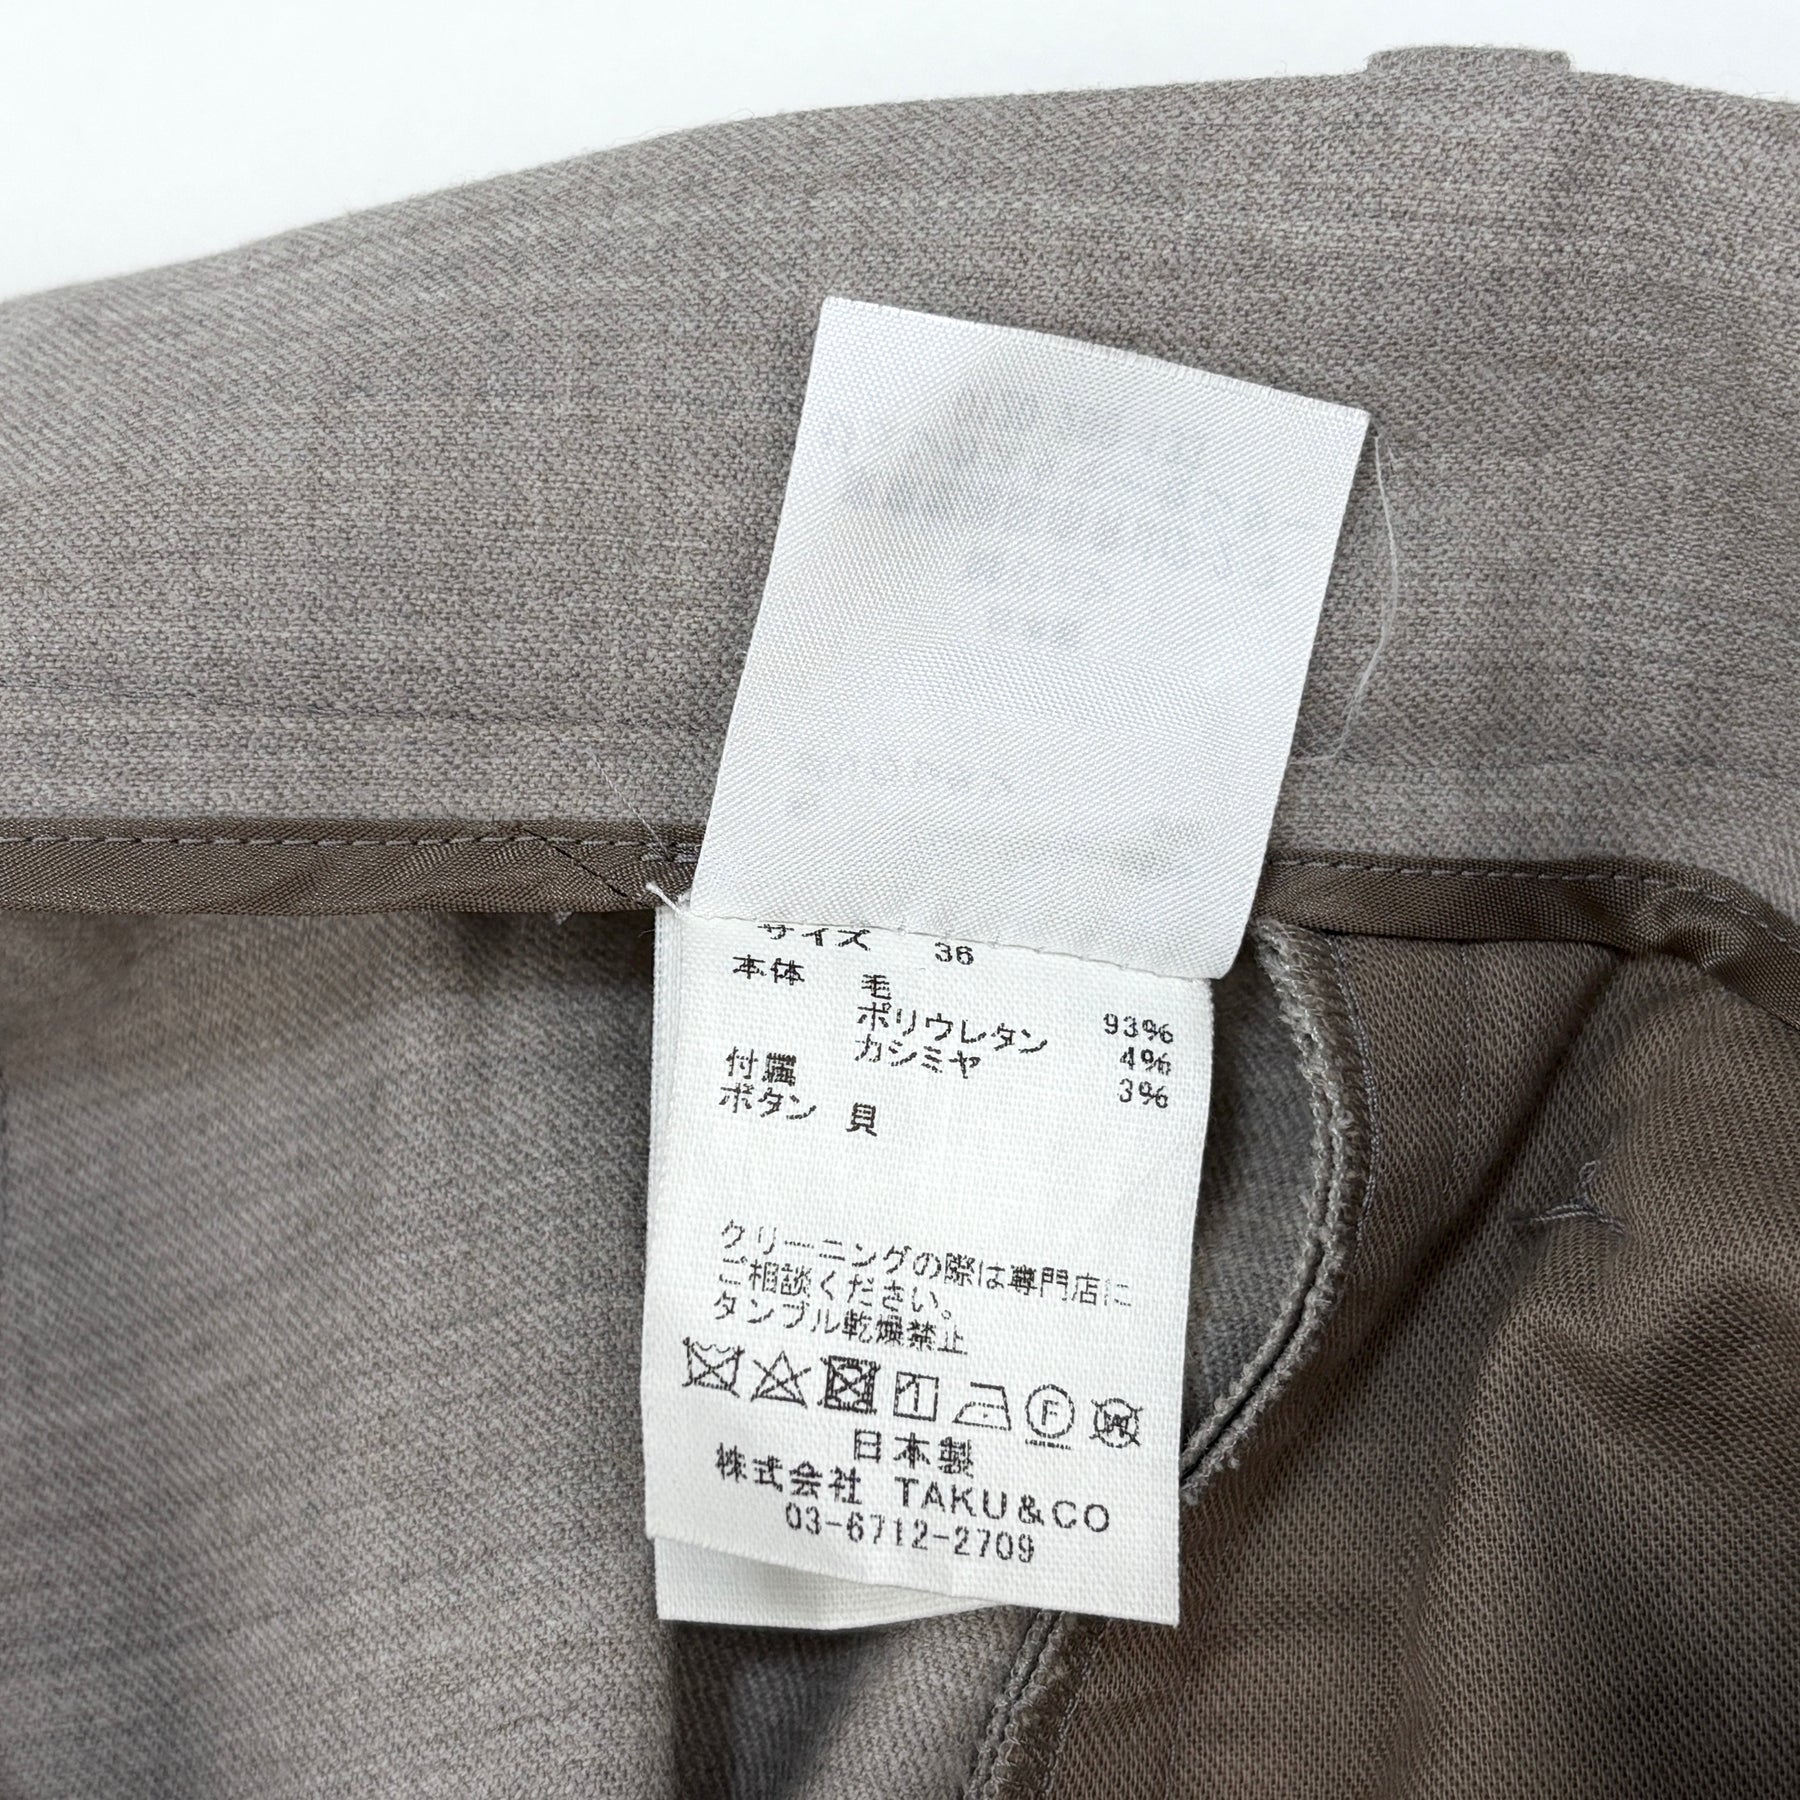 サイズ 36
本体 毛 93%
ポリウレタン 4%
カシミヤ 3%
付属
ボタン 貝
クリーニングの際は専門店に
ご相談ください。
タンブル乾燥禁止
1 F W
日本製
株式会社 TAKU&CO
03-6712-2709